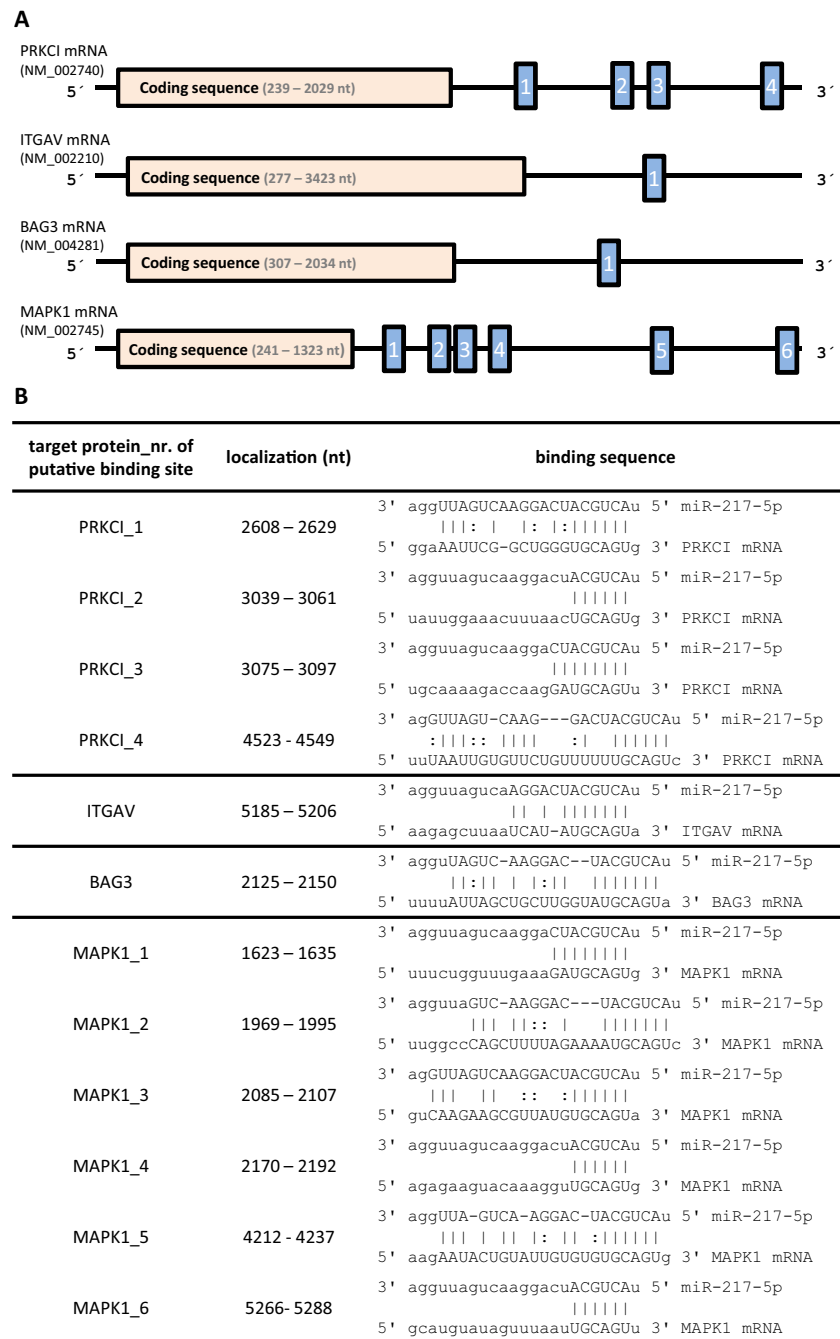 A
PRKCI mRNA
(NM_002740)
5´ Coding sequence (239 – 2029 nt) 1 2 3 4 3´
ITGAV mRNA
(NM_002210)
5´ Coding sequence (277 – 3423 nt) 1 3´
BAG3 mRNA
(NM_004281)
5´ Coding sequence (307 – 2034 nt) 1 3´
MAPK1 mRNA
(NM_002745)
5´ Coding sequence (241 – 1323 nt) 1 2 3 4 5 6 3´
B
target protein_nr. of putative binding site localization (nt) binding sequence
3' aggUUAGUCAAGGACUACGUCAu 5' miR-217-5p
PRKCI_1 2608 – 2629
|||: | |: |:||||||
5' ggaAAUUCG-GCUGGGUGCAGUg 3' PRKCI mRNA
3' agguuagucaaggacuACGUCAu 5' miR-217-5p
PRKCI_2 3039 – 3061
||||||
5' uauuggaaacuuuaacUGCAGUg 3' PRKCI mRNA
3' agguuagucaaggaCUACGUCAu 5' miR-217-5p
PRKCI_3 3075 – 3097
||||||||
5' ugcaaaagaccaagGAUGCAGUu 3' PRKCI mRNA
3' agGUUAGU-CAAG---GACUACGUCAu 5' miR-217-5p
PRKCI_4 4523 - 4549
:|||:: |||| :| ||||||
5' uuUAAUUGUGUUCUGUUUUUUGCAGUc 3' PRKCI mRNA
3' agguuagucaAGGACUACGUCAu 5' miR-217-5p
ITGAV 5185 – 5206
|| | |||||||
5' aagagcuuaaUCAU-AUGCAGUa 3' ITGAV mRNA
3' agguUAGUC-AAGGAC--UACGUCAu 5' miR-217-5p
BAG3 2125 – 2150
||:|| | |:|| |||||||
5' uuuuAUUAGCUGCUUGGUAUGCAGUa 3' BAG3 mRNA
3' agguuagucaaggaCUACGUCAu 5' miR-217-5p
MAPK1_1 1623 – 1635
||||||||
5' uuucugguuugaaaGAUGCAGUg 3' MAPK1 mRNA
3' agguuaGUC-AAGGAC---UACGUCAu 5' miR-217-5p
MAPK1_2 1969 – 1995
||| ||:: | |||||||
5' uuggccCAGCUUUUAGAAAAUGCAGUc 3' MAPK1 mRNA
3' agGUUAGUCAAGGACUACGUCAu 5' miR-217-5p
MAPK1_3 2085 – 2107
||| || :: :||||||
5' guCAAGAAGCGUUAUGUGCAGUa 3' MAPK1 mRNA
3' agguuagucaaggacuACGUCAu 5' miR-217-5p
MAPK1_4 2170 – 2192
||||||
5' agagaaguacaaagguUGCAGUg 3' MAPK1 mRNA
3' aggUUA-GUCA-AGGAC-UACGUCAu 5' miR-217-5p
MAPK1_5 4212 - 4237
||| | || |: || :||||||
5' aagAAUACUGUAUUGUGUGUGCAGUg 3' MAPK1 mRNA
3' agguuagucaaggacuACGUCAu 5' miR-217-5p
MAPK1_6 5266- 5288
||||||
5' gcauguauaguuuaauUGCAGUu 3' MAPK1 mRNA